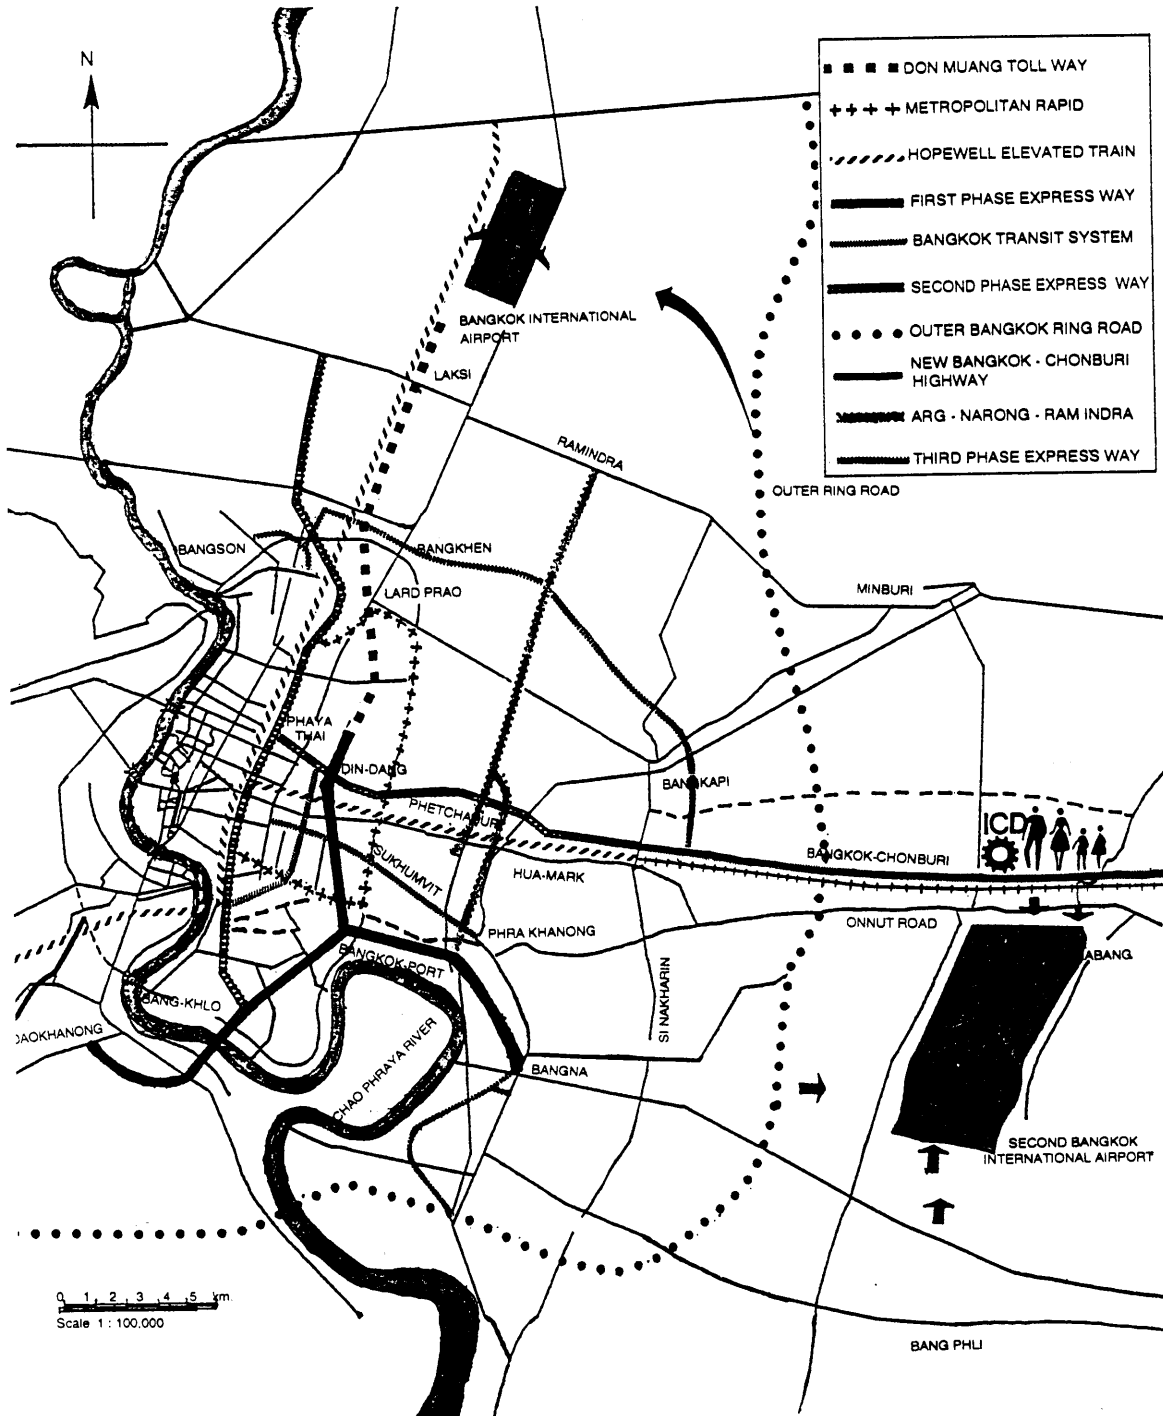 N
DON MUANG TOLL WAY
METROPOLITAN RAPID
HOPEWELL ELEVATED TRAIN
FIRST PHASE EXPRESS WAY
BANGKOK TRANSIT SYSTEM
SECOND PHASE EXPRESS WAY
OUTER BANGKOK RING ROAD
NEW BANGKOK - CHONBURI
HIGHWAY
ARG - NARONG - RAM INDRA
THIRD PHASE EXPRESS WAY
BANGKOK INTERNATIONAL
AIRPORT
LAKSI
RAMINDRA
OUTER RING ROAD
BANGSON
BANGKHEN
LARD PRAO
MINBURI
PHAYA
THAI
DIN-DANG
BANGKAPI
PHETCHABURI
ICD
BANGKOK-CHONBURI
SUKHUMVIT
HUA-MARK
ONNUT ROAD
PHRA KHANONG
BANGKOK-PORT
ABANG
SI NAKHARIN
BANG-KHLO
DAOKHANONG
CHAO PHRAYA RIVER
BANGNA
SECOND BANGKOK
INTERNATIONAL AIRPORT
0 1 2 3 4 5 km.
Scale 1 : 100,000
BANG PHLI